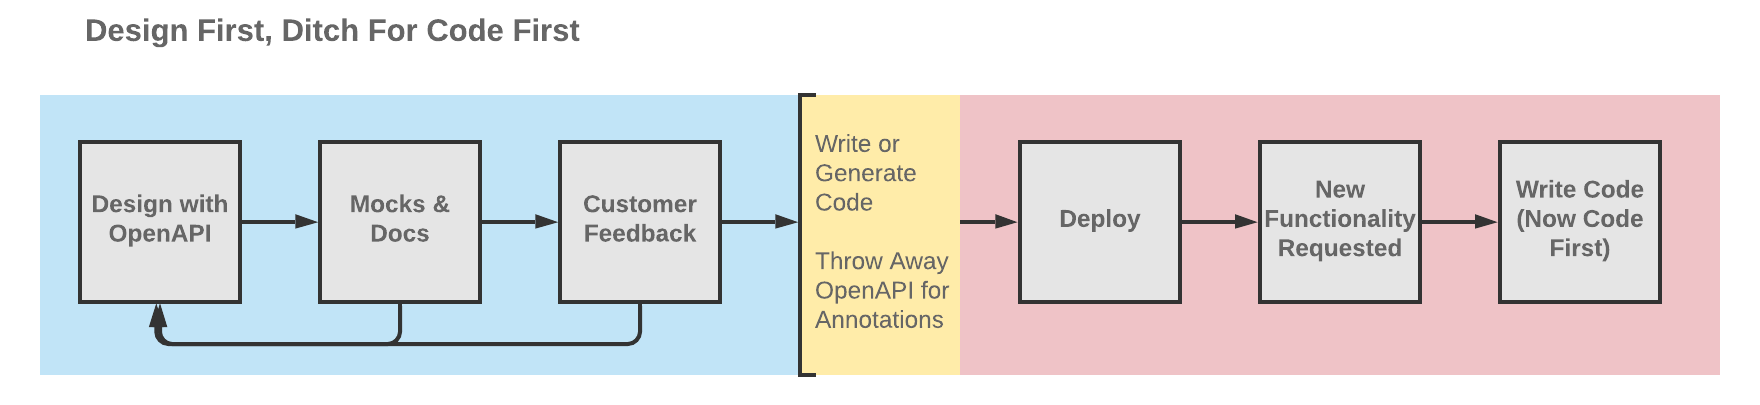 Design First, Ditch For Code First
Design with
OpenAPI
Mocks &
Docs
Customer
Feedback
Write or
Generate
Code
Throw Away
OpenAPI for
Annotations
Deploy
New
Functionality
Requested
Write Code
(Now Code
First)